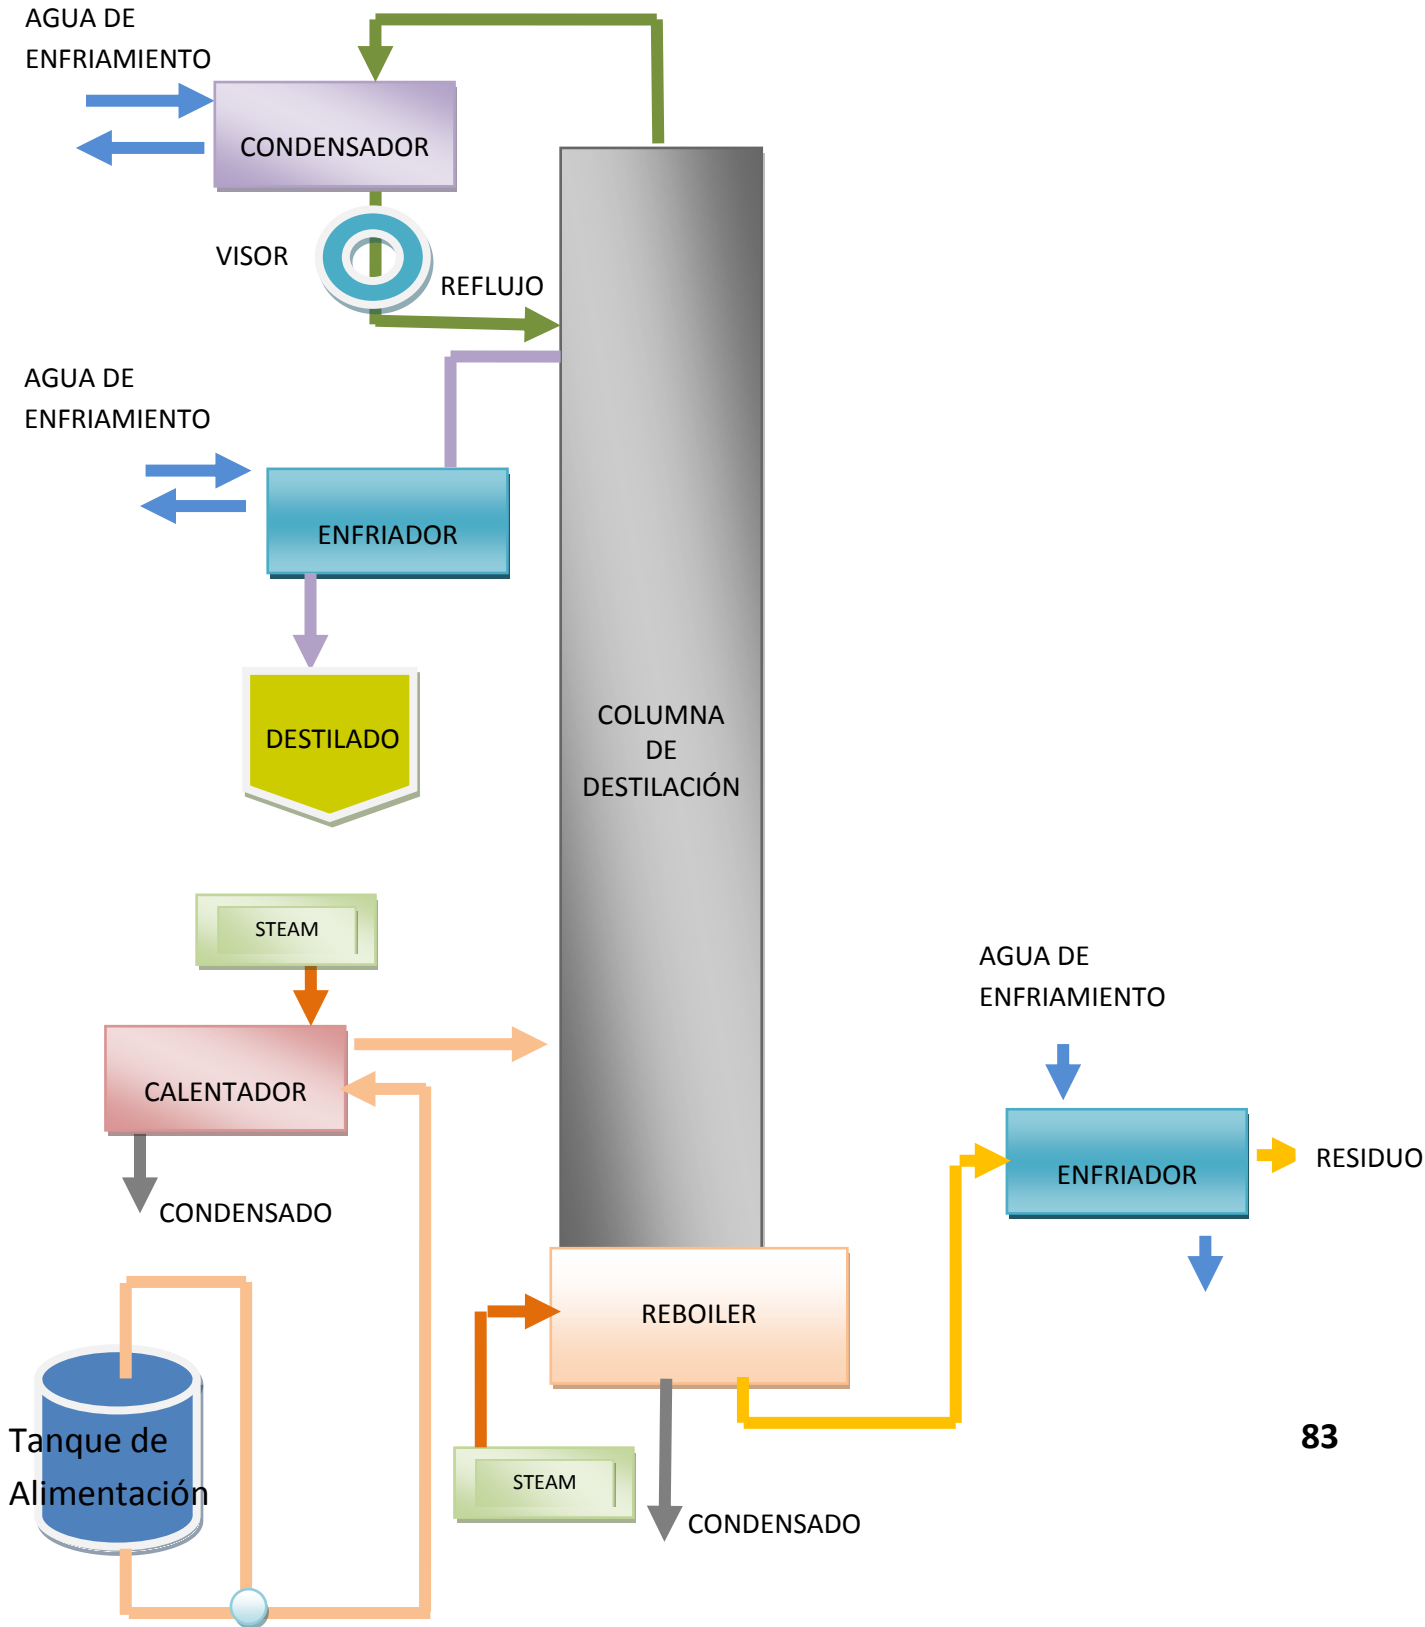 AGUA DE
ENFRIAMIENTO
CONDENSADOR
VISOR
REFLUJO
AGUA DE
ENFRIAMIENTO
ENFRIADOR
DESTILADO
COLUMNA
DE
DESTILACIÓN
STEAM
AGUA DE
ENFRIAMIENTO
CALENTADOR
CONDENSADO
ENFRIADOR
RESIDUO
REBOILER
Tanque de
Alimentación
STEAM
CONDENSADO
83